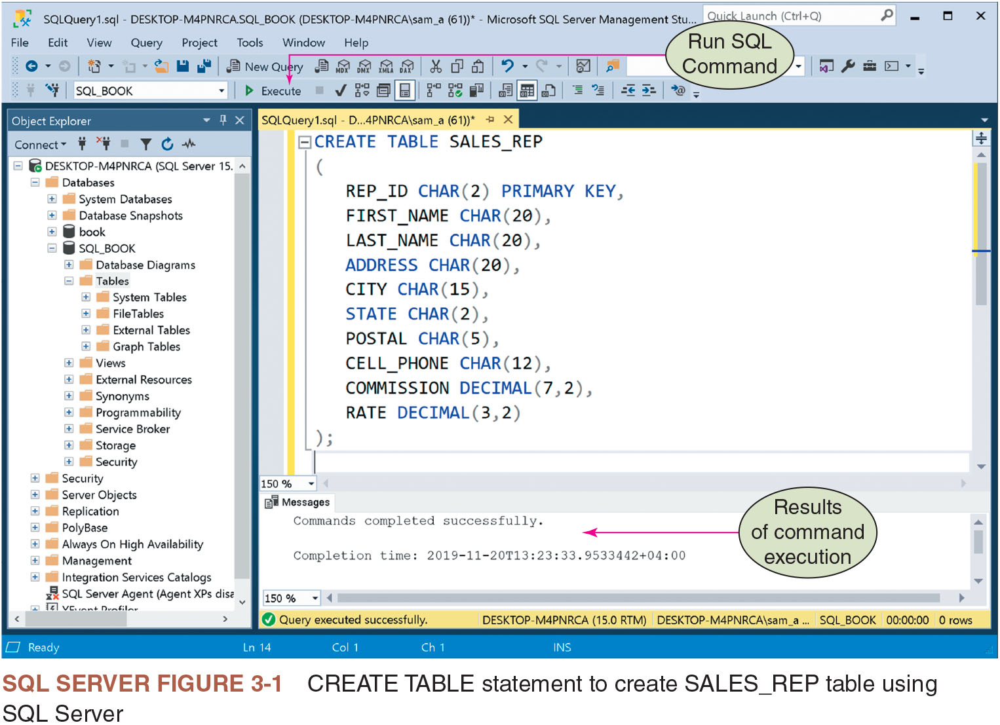 SQLQuery1.sql - DESKTOP-M4PNRCA.SQL_BOOK (DESKTOP-M4PNRCA\sam_a (61))* - Microsoft SQL Server Management Stu...
Quick Launch (Ctrl+Q)
File Edit View Query Project Tools Window Help
Run SQL
Command
New Query MDX DMX XMLA DAX
SQL_BOOK Execute
Object Explorer
Connect
DESKTOP-M4PNRCA (SQL Server 15.
Databases
System Databases
Database Snapshots
book
SQL_BOOK
Database Diagrams
Tables
System Tables
FileTables
External Tables
Graph Tables
Views
External Resources
Synonyms
Programmability
Service Broker
Storage
Security
Security
Server Objects
Replication
PolyBase
Always On High Availability
Management
Integration Services Catalogs
SQL Server Agent (Agent XPs disa
XEvent Profiler
SQLQuery1.sql - D...4PNRCA\sam_a (61))*
CREATE TABLE SALES_REP
(
REP_ID CHAR(2) PRIMARY KEY,
FIRST_NAME CHAR(20),
LAST_NAME CHAR(20),
ADDRESS CHAR(20),
CITY CHAR(15),
STATE CHAR(2),
POSTAL CHAR(5),
CELL_PHONE CHAR(12),
COMMISSION DECIMAL(7,2),
RATE DECIMAL(3,2)
);
150 %
Messages
Commands completed successfully.
Completion time: 2019-11-20T13:23:33.9533442+04:00
Results
of command
execution
150 %
Query executed successfully. DESKTOP-M4PNRCA (15.0 RTM) DESKTOP-M4PNRCA\sam_a ... SQL_BOOK 00:00:00 0 rows
Ready Ln 14 Col 1 Ch 1 INS
SQL SERVER FIGURE 3-1 CREATE TABLE statement to create SALES_REP table using
SQL Server